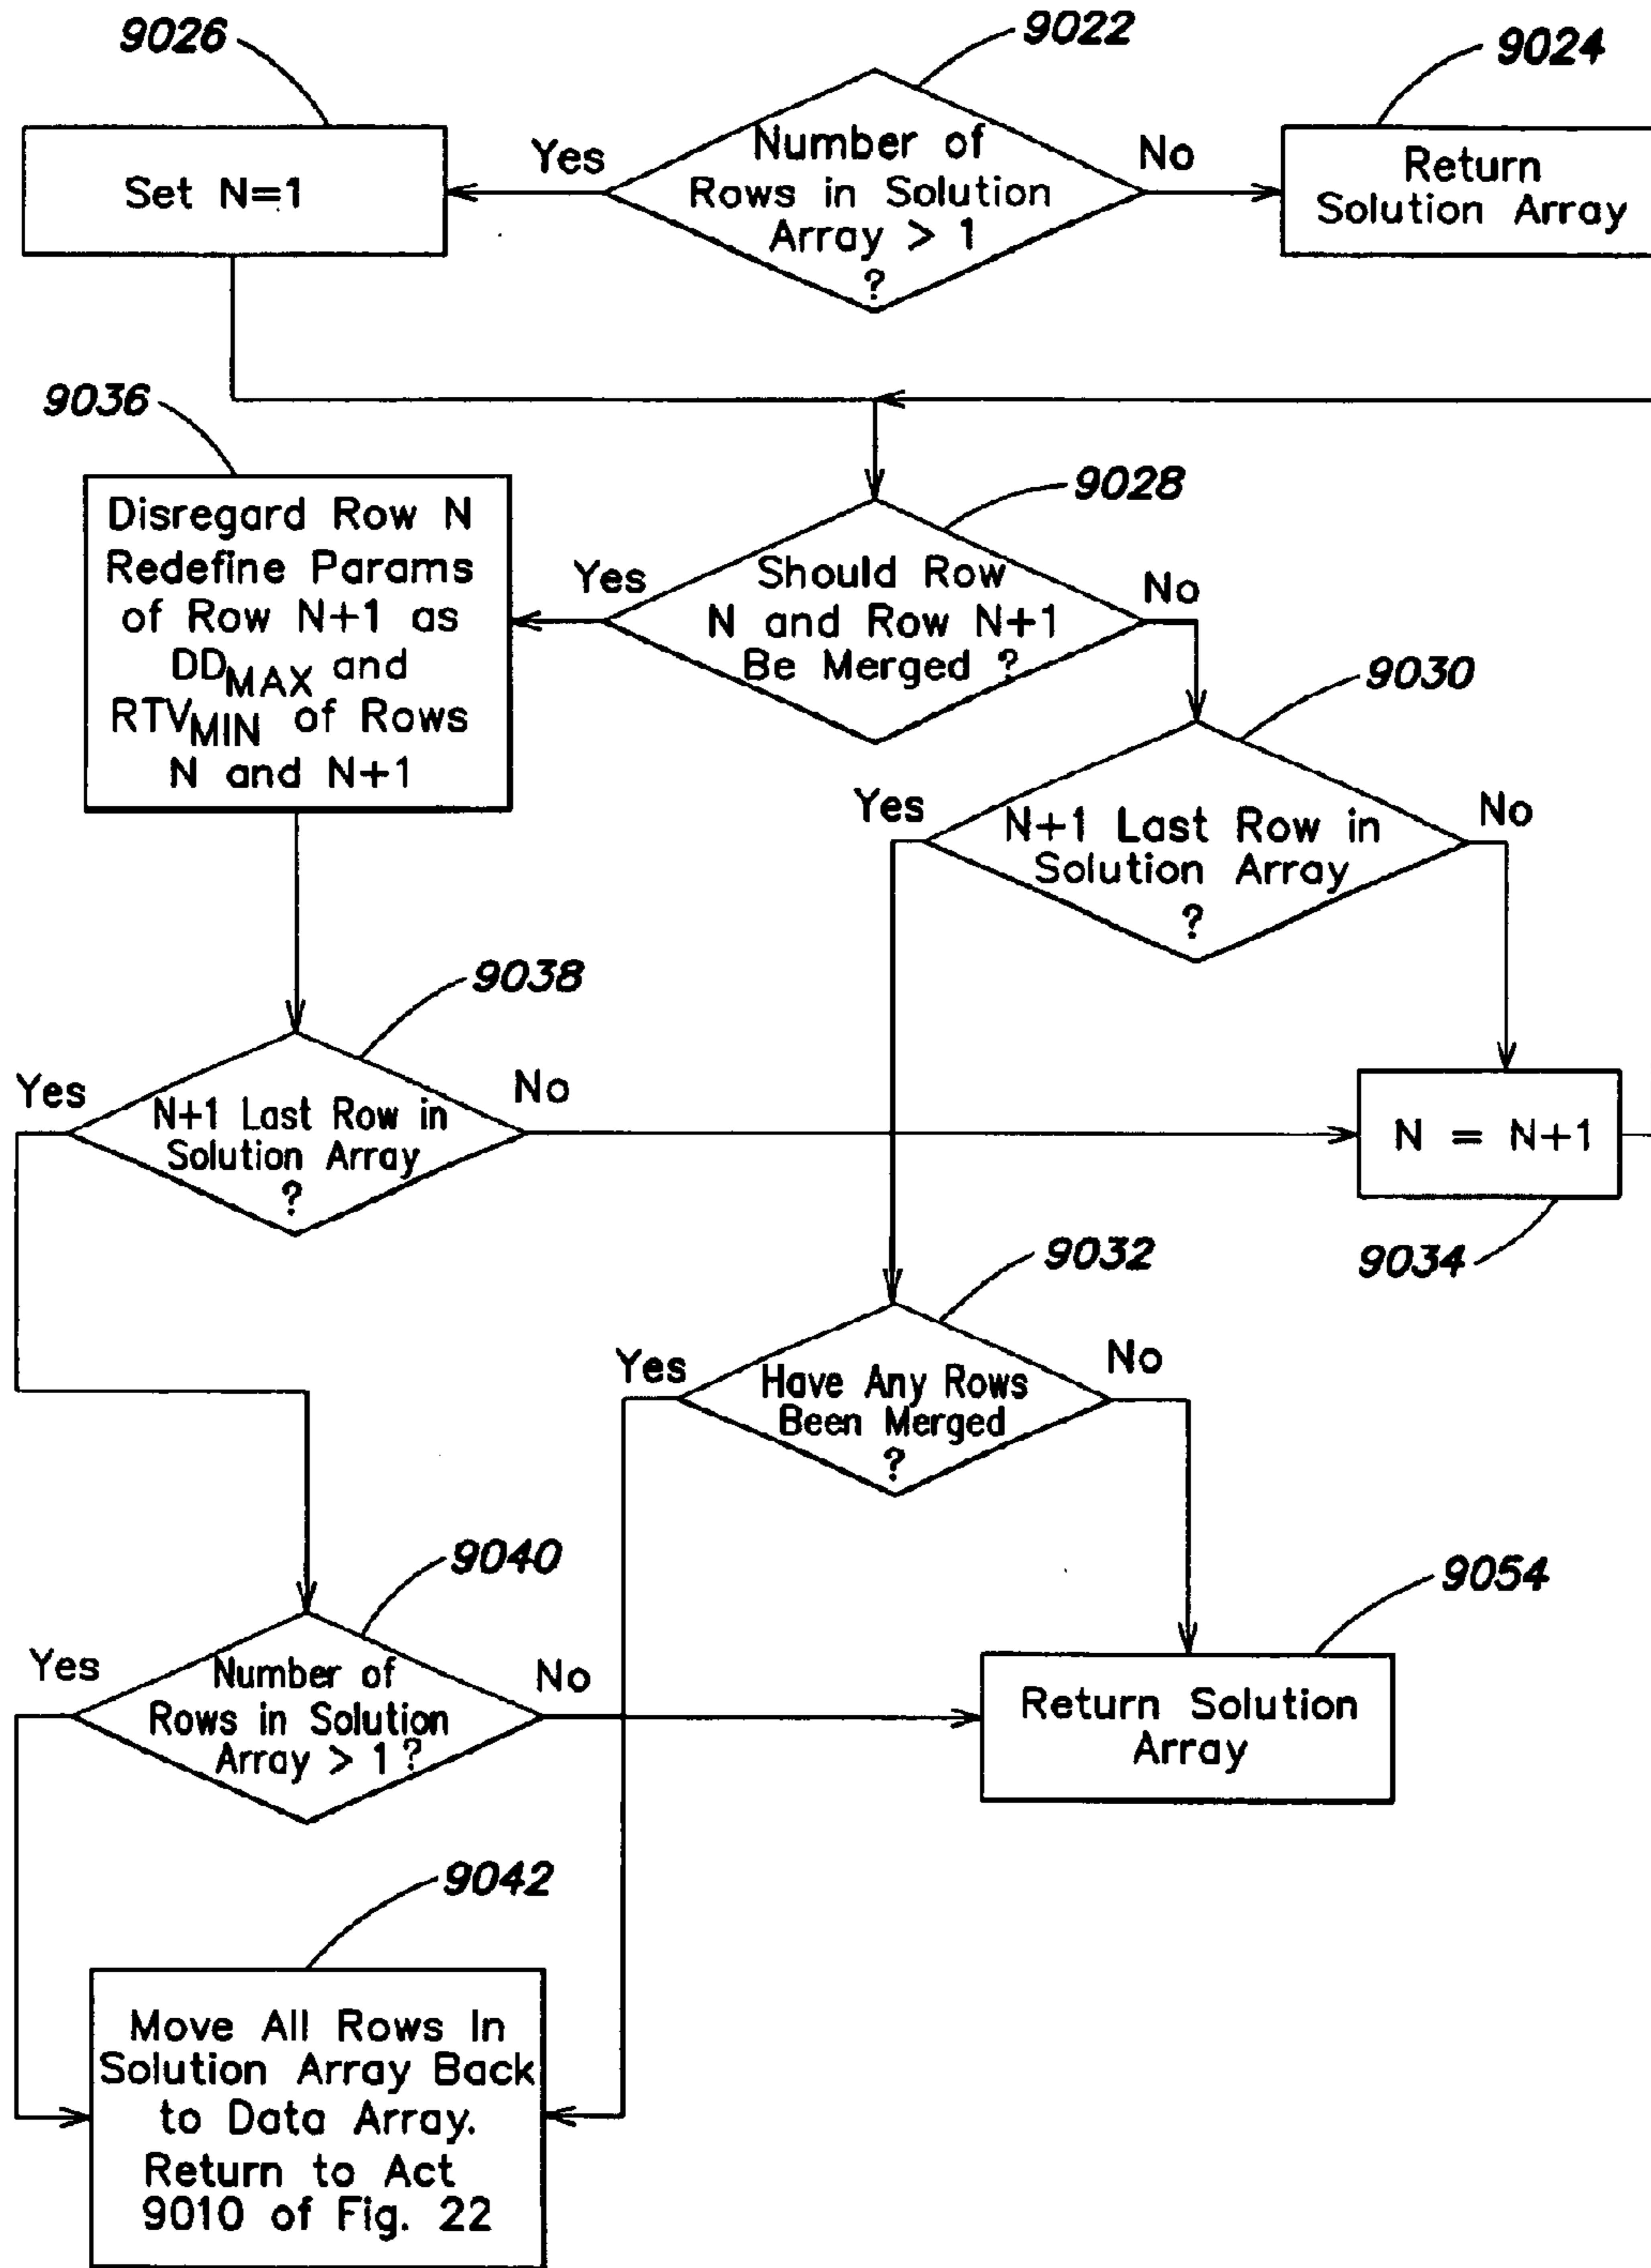 9026
9022
9024
Set N=1
Yes
Number of
Rows in Solution
Array > 1
?
No
Return
Solution Array
9036
Disregard Row N
Redefine Params
of Row N+1 as
DDMAX and
RTVMIN of Rows
N and N+1
9028
Yes
Should Row
N and Row N+1
Be Merged ?
No
9030
Yes
N+1 Last Row in
Solution Array
?
No
9038
Yes
N+1 Last Row in
Solution Array
?
No
N = N+1
9034
9032
Yes
Have Any Rows
Been Merged
?
No
9040
Yes
Number of
Rows in Solution
Array > 1 ?
No
9054
Return Solution
Array
9042
Move All Rows In
Solution Array Back
to Data Array.
Return to Act
9010 of Fig. 22